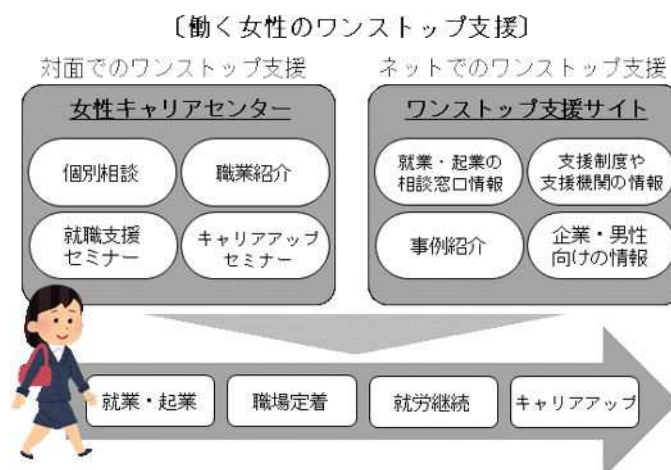 〔働く女性のワンストップ支援〕
対面でのワンストップ支援
女性キャリアセンター
個別相談
職業紹介
就職支援
セミナー
キャリアアップ
セミナー
ネットでのワンストップ支援
ワンストップ支援サイト
就業・起業の
相談窓口情報
支援制度や
支援機関の情報
事例紹介
企業・男性
向けの情報
就業・起業
職場定着
就労継続
キャリアアップ